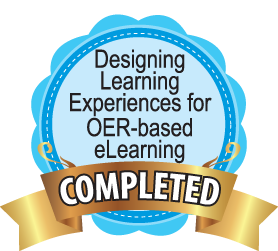 Designing
Learning
Experiences for
OER-based
eLearning
COMPLETED